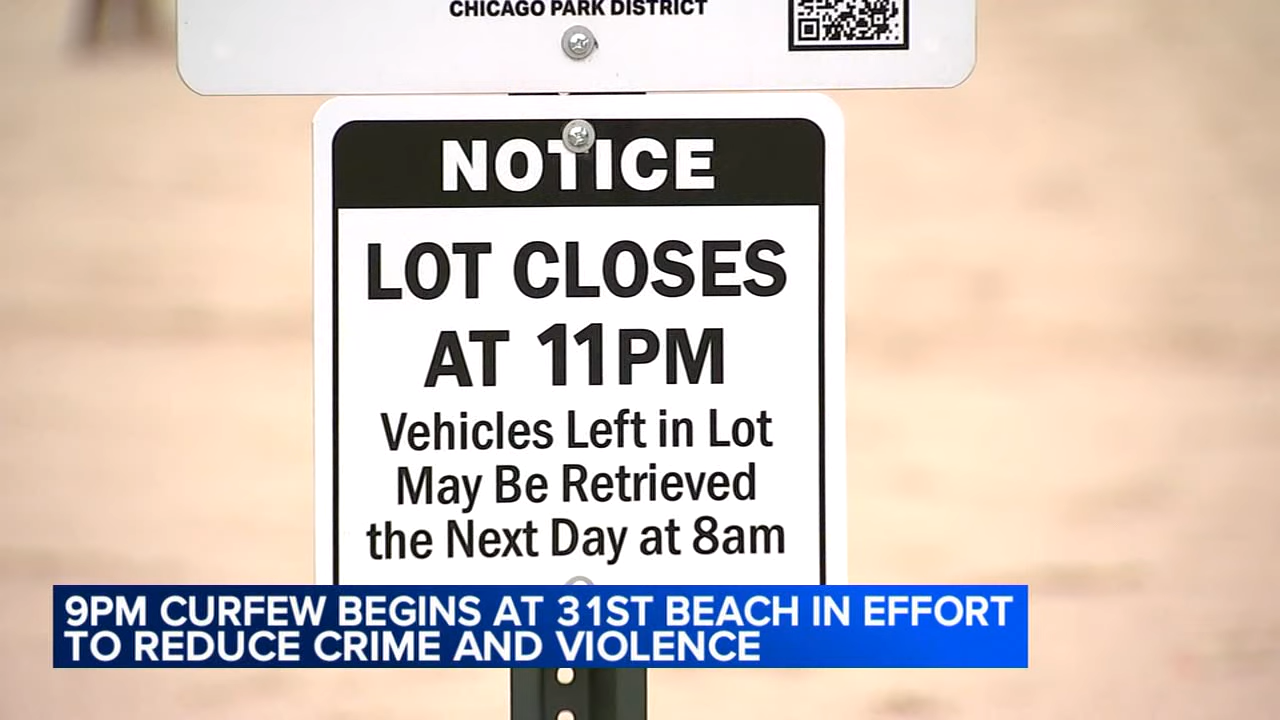 CHICAGO PARK DISTRICT
NOTICE
LOT CLOSES
AT 11PM
Vehicles Left in Lot
May Be Retrieved
the Next Day at 8am
9PM CURFEW BEGINS AT 31ST BEACH IN EFFORT
TO REDUCE CRIME AND VIOLENCE